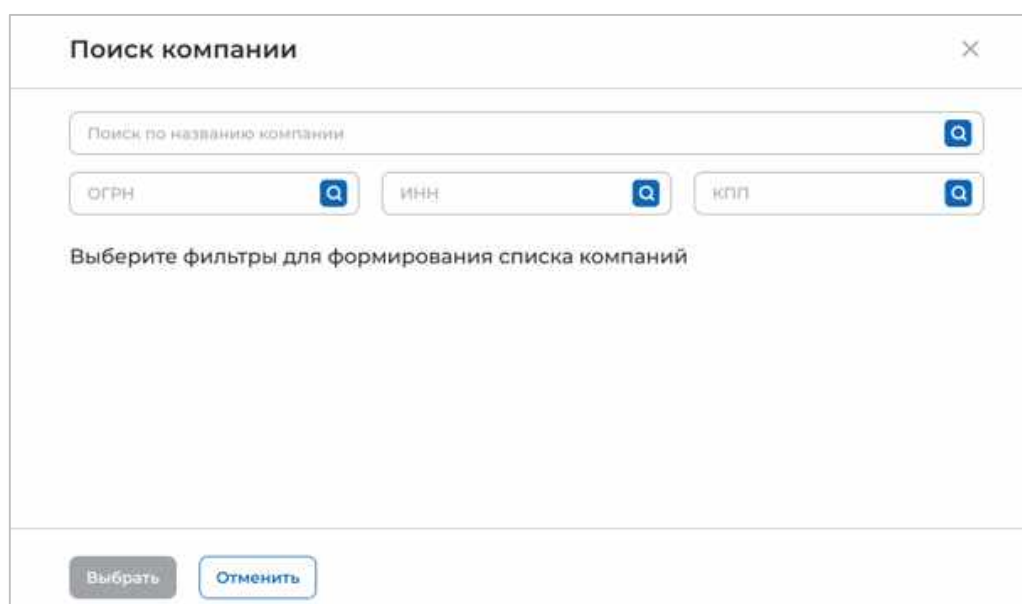 Поиск компании
Поиск по названию компании
ОГРН ИНН КПП
Выберите фильтры для формирования списка компаний
Выбрать Отменить